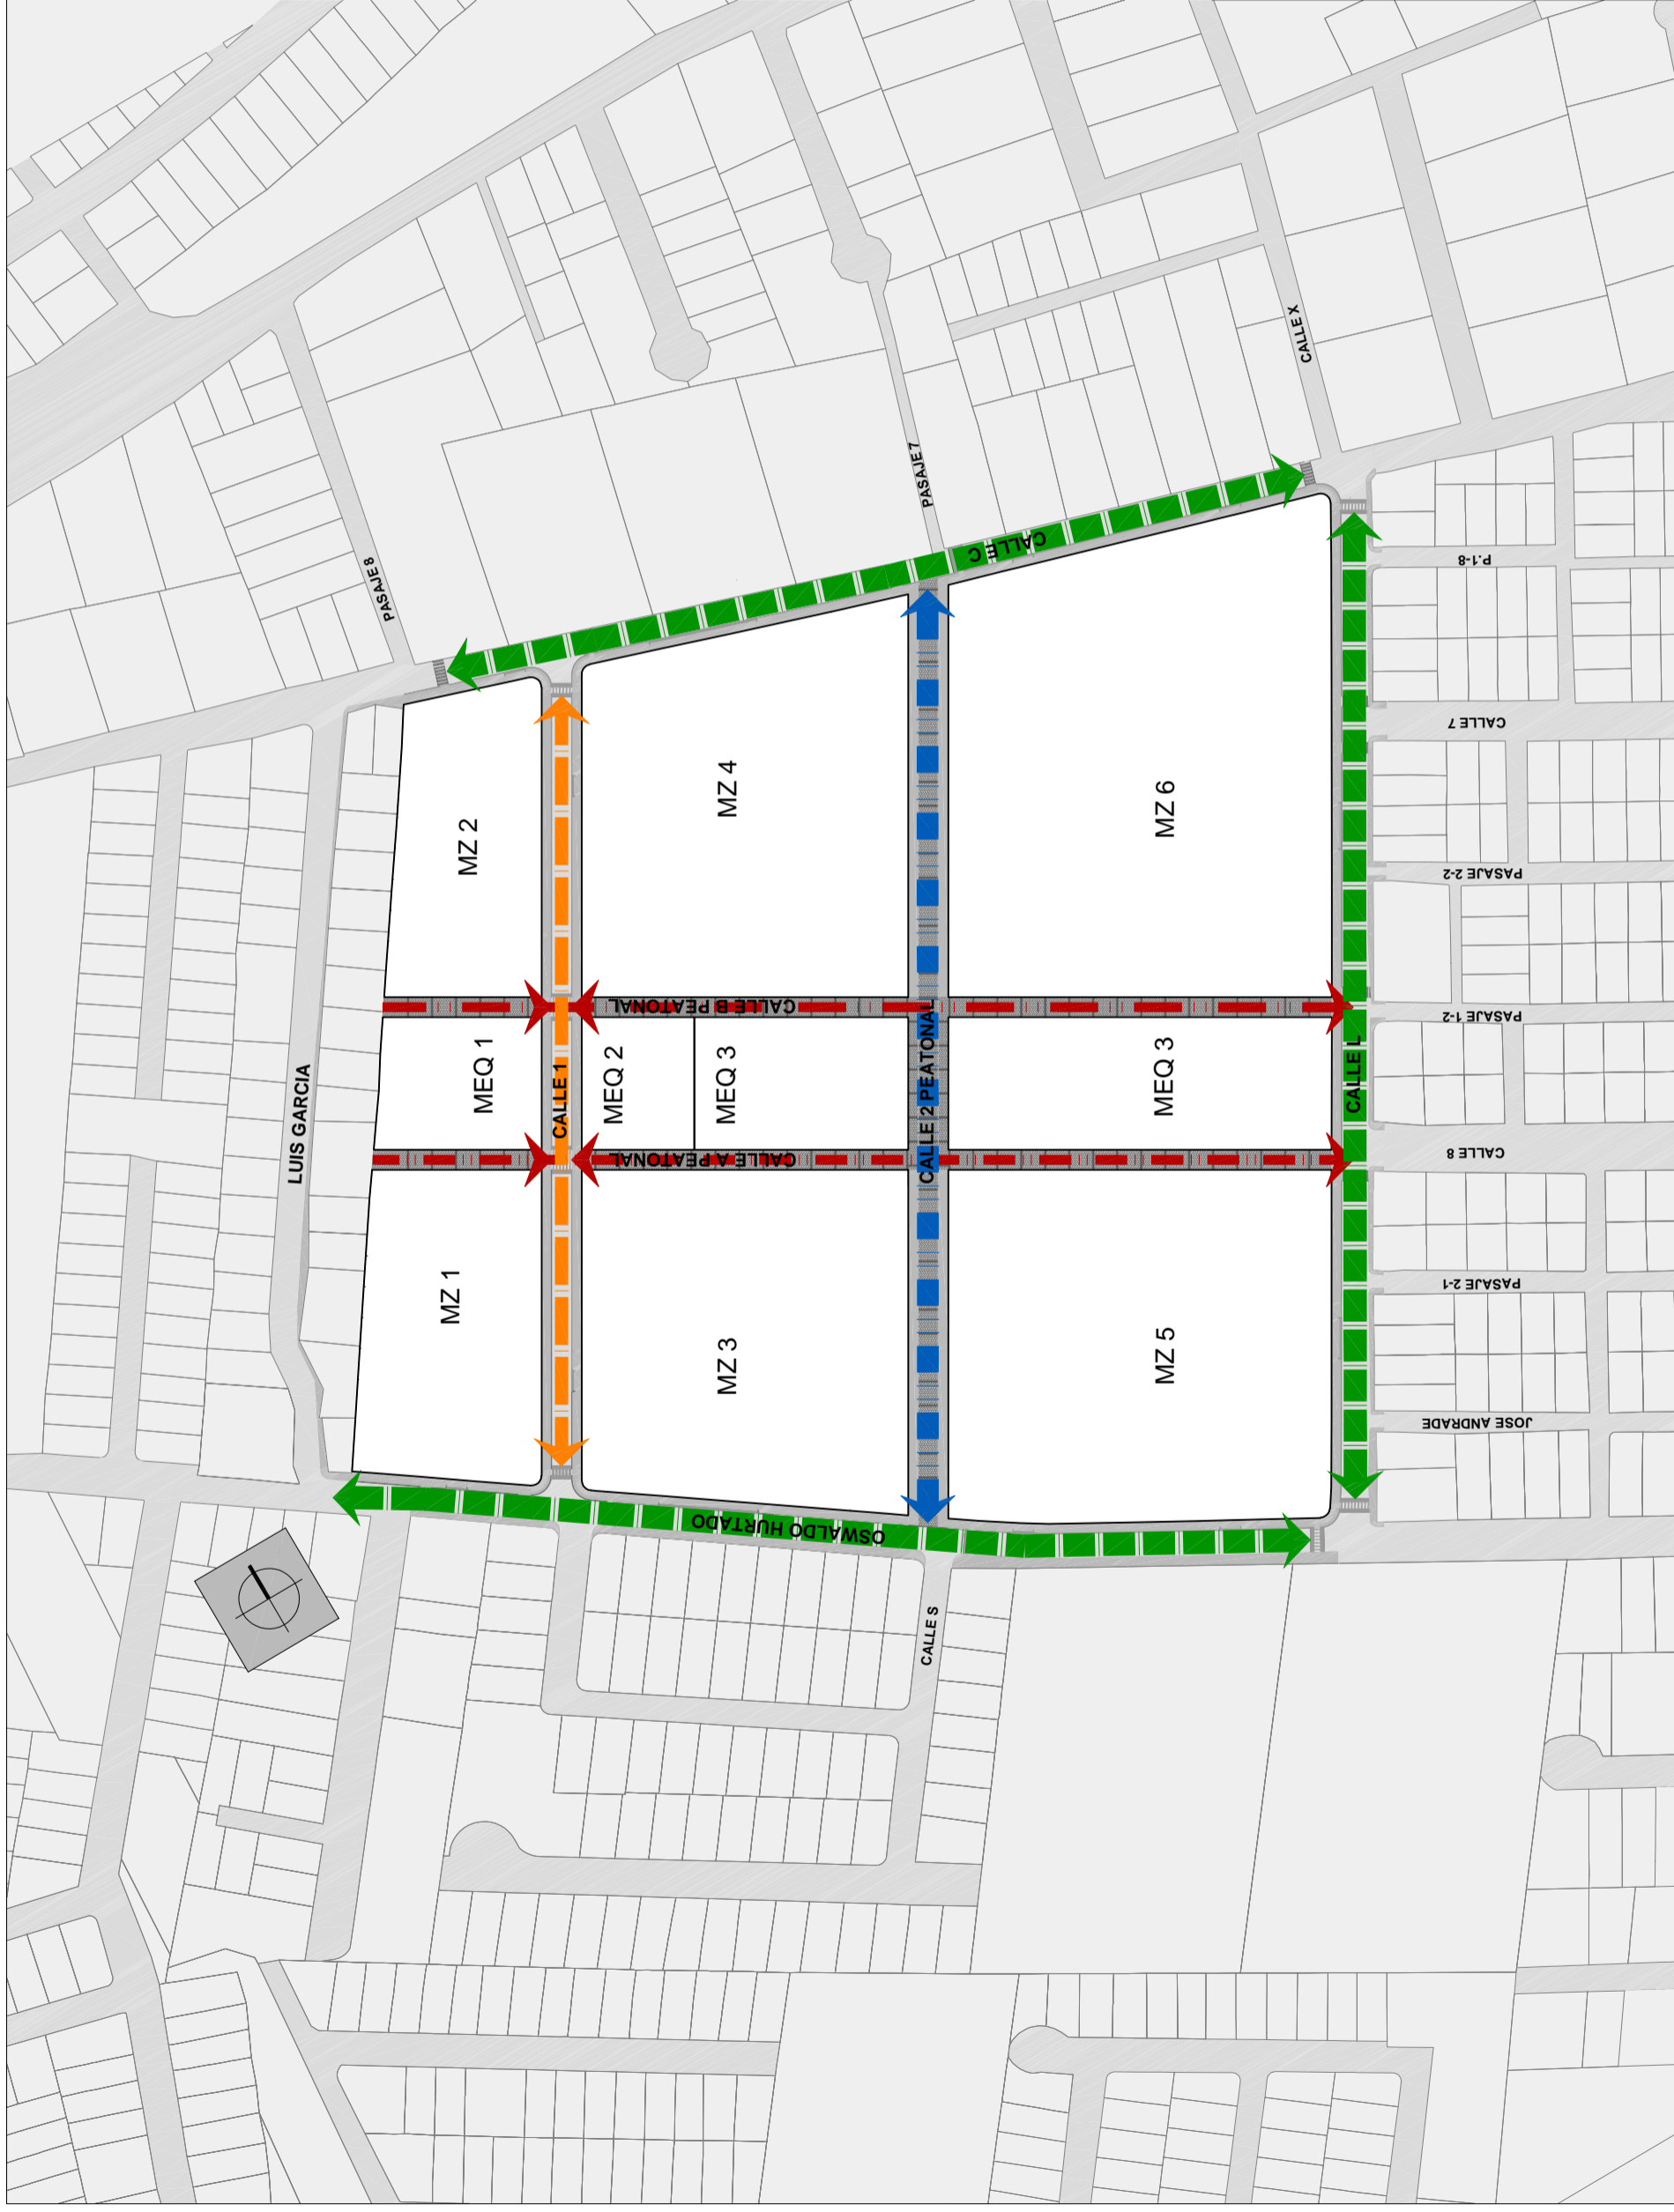 LUIS GARCIA
PASAJE 8
PASAJE 7
CALLE X
CALLE C
MZ 2
MZ 4
MZ 6
CALLE B PEATONAL
MEQ 1
CALLE 1
MEQ 2
MEQ 3
CALLE 2 PEATONAL
MEQ 3
CALLE L
CALLE A PEATONAL
MZ 1
MZ 3
MZ 5
OSWALDO HURTADO
CALLE S
P.1-8
CALLE 7
PASAJE 2-2
PASAJE 1-2
CALLE 8
PASAJE 2-1
JOSE ANDRADE